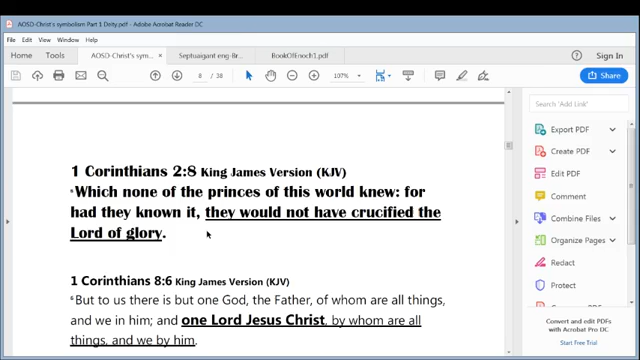 AOSD-Christ's symbolism Part 1 Deity.pdf - Adobe Acrobat Reader DC
File Edit View Window Help
Home Tools AOSD-Christ's sym... × Septuaigant eng-Br... BookOfEnoch1.pdf Sign In
8 / 38 107% Share
Search 'Add Link'
Export PDF
Create PDF
Edit PDF
Comment
Combine Files
Organize Pages
Redact
Protect
Convert and edit PDFs
with Acrobat Pro DC
Start Free Trial
1 Corinthians 2:8 King James Version (KJV)
8 Which none of the princes of this world knew: for
had they known it, they would not have crucified the
Lord of glory.
1 Corinthians 8:6 King James Version (KJV)
6 But to us there is but one God, the Father, of whom are all things,
and we in him; and one Lord Jesus Christ, by whom are all
things, and we by him.